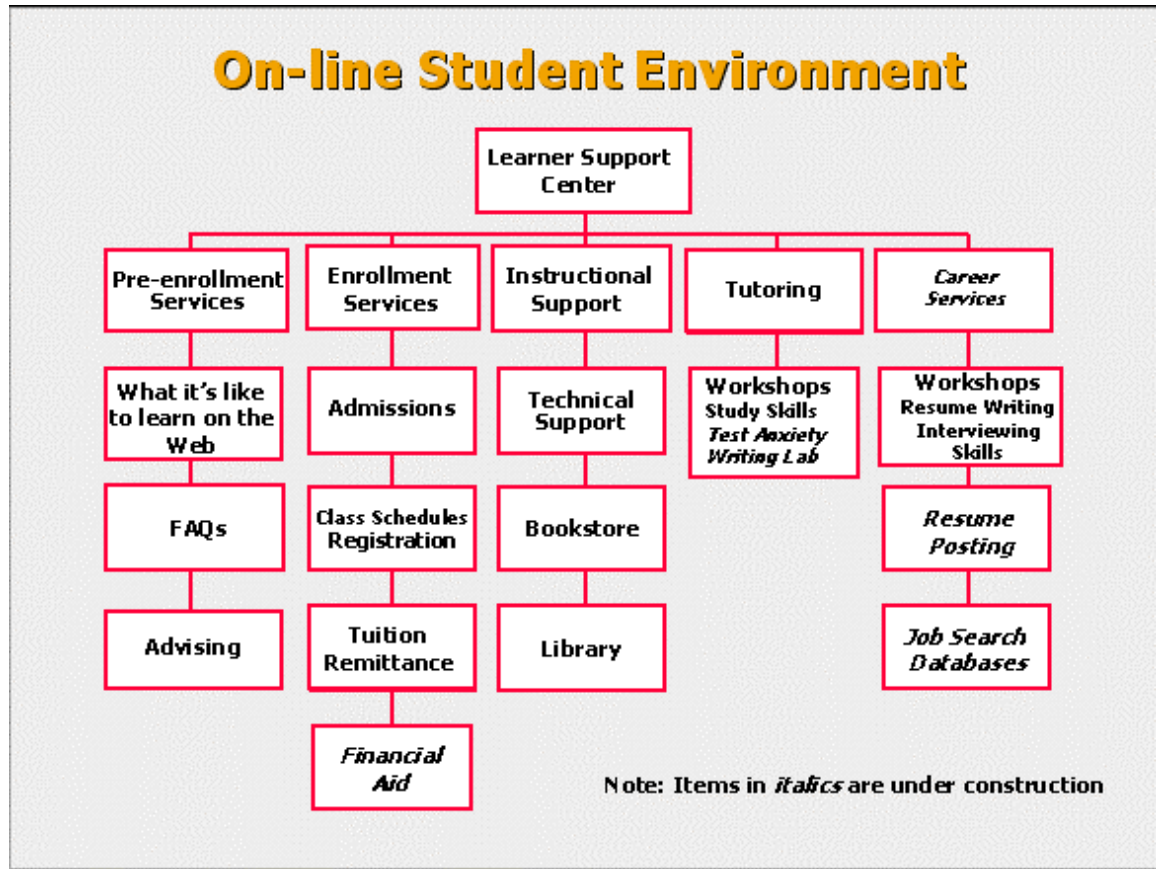 On-line Student Environment
Learner Support
Center
Pre-enrollment
Services
Enrollment
Services
Instructional
Support
Tutoring
Career
Services
What it's like
to learn on the
Web
Admissions
Technical
Support
Workshops
Study Skills
Test Anxiety
Writing Lab
Workshops
Resume Writing
Interviewing
Skills
FAQs
Class Schedules
Registration
Bookstore
Resume
Posting
Advising
Tuition
Remittance
Library
Job Search
Databases
Financial
Aid
Note: Items in italics are under construction